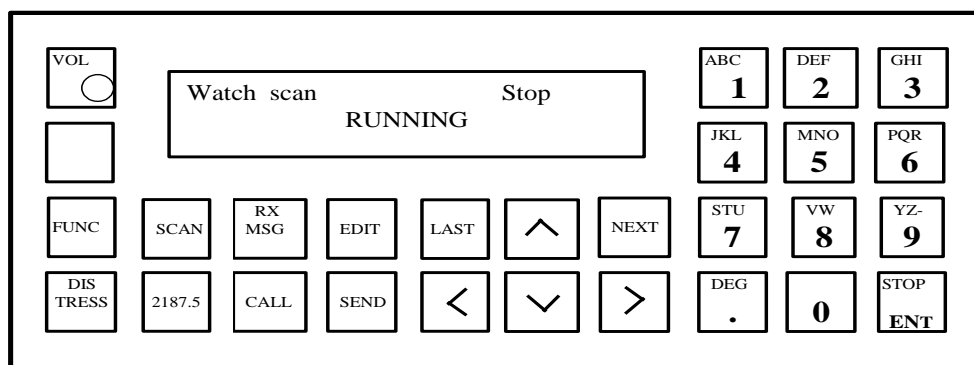 VOL
Watch scan Stop
RUNNING
ABC
1
DEF
2
GHI
3
JKL
4
MNO
5
PQR
6
FUNC
SCAN
RX
MSG
EDIT
LAST
NEXT
STU
7
VW
8
YZ-
9
DIS
TRESS
2187.5
CALL
SEND
DEG
.
0
STOP
ENT